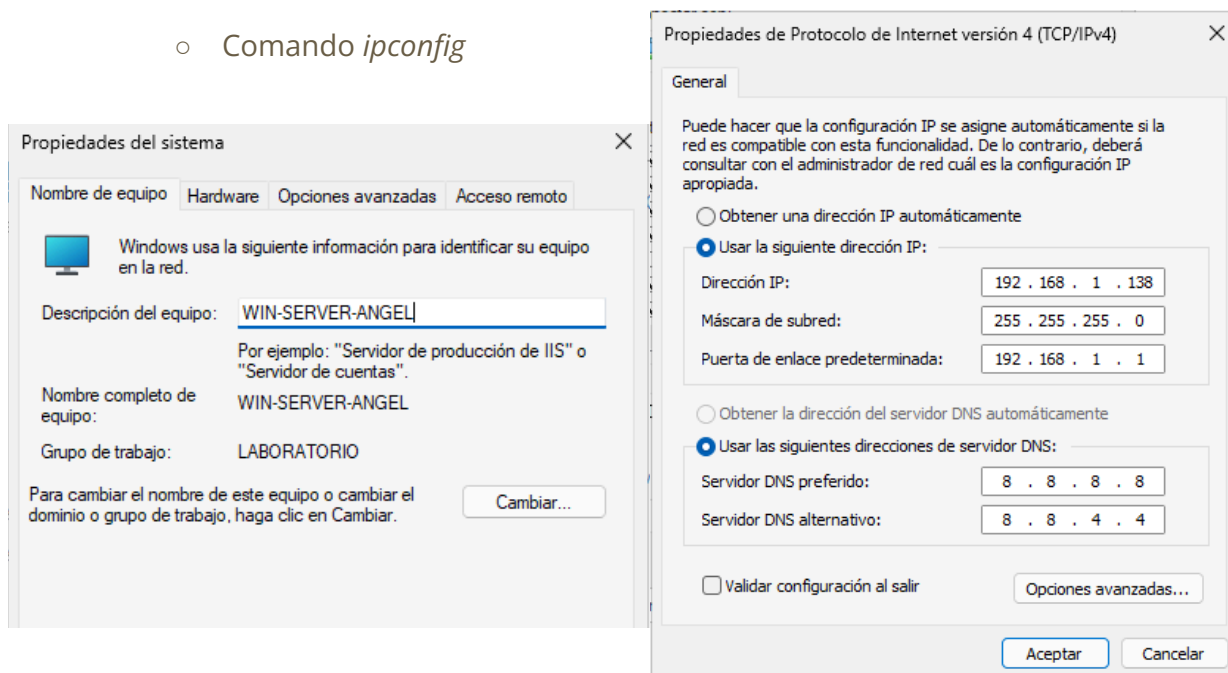 ○ Comando ipconfig
Propiedades del sistema
Nombre de equipo Hardware Opciones avanzadas Acceso remoto
Windows usa la siguiente información para identificar su equipo
en la red.
Descripción del equipo: WIN-SERVER-ANGEL
Por ejemplo: "Servidor de producción de IIS" o
"Servidor de cuentas".
Nombre completo de
equipo: WIN-SERVER-ANGEL
Grupo de trabajo: LABORATORIO
Para cambiar el nombre de este equipo o cambiar el
dominio o grupo de trabajo, haga clic en Cambiar.
Cambiar...
Propiedades de Protocolo de Internet versión 4 (TCP/IPv4)
General
Puede hacer que la configuración IP se asigne automáticamente si la
red es compatible con esta funcionalidad. De lo contrario, deberá
consultar con el administrador de red cuál es la configuración IP
apropiada.
Obtener una dirección IP automáticamente
Usar la siguiente dirección IP:
Dirección IP: 192 . 168 . 1 . 138
Máscara de subred: 255 . 255 . 255 . 0
Puerta de enlace predeterminada: 192 . 168 . 1 . 1
Obtener la dirección del servidor DNS automáticamente
Usar las siguientes direcciones de servidor DNS:
Servidor DNS preferido: 8 . 8 . 8 . 8
Servidor DNS alternativo: 8 . 8 . 4 . 4
Validar configuración al salir
Opciones avanzadas...
Aceptar Cancelar